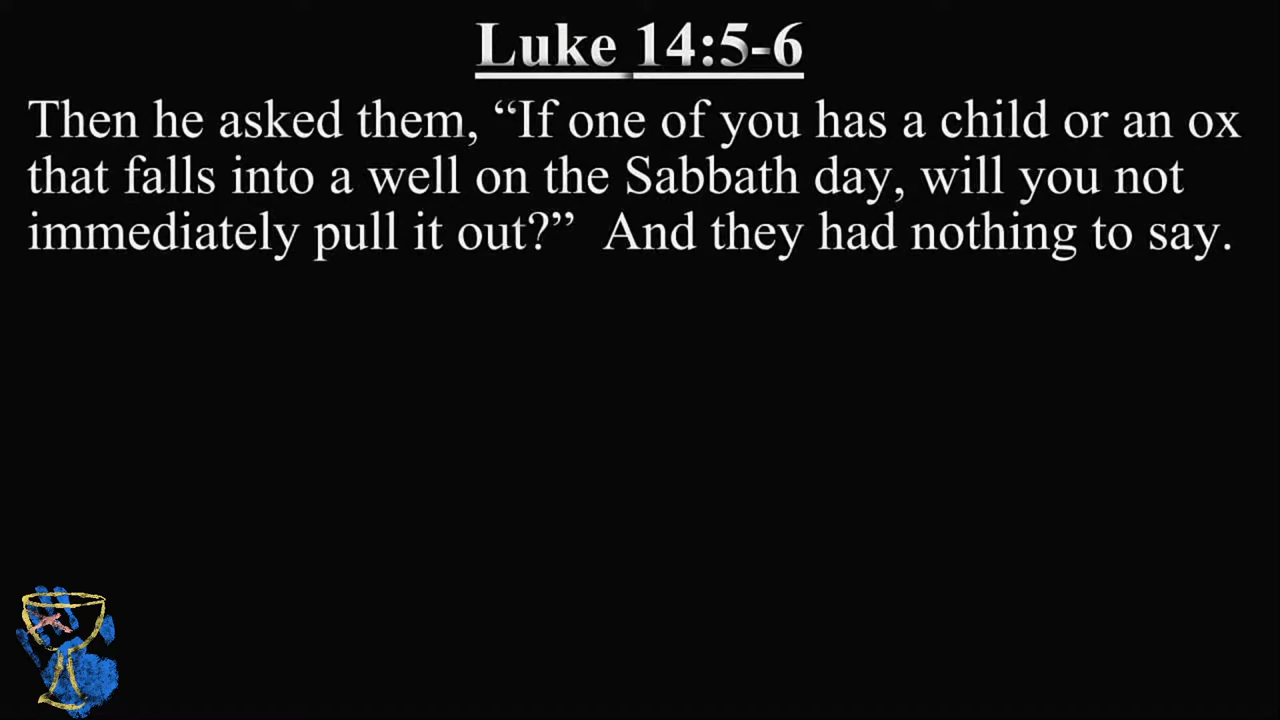 Luke 14:5-6
Then he asked them, “If one of you has a child or an ox
that falls into a well on the Sabbath day, will you not
immediately pull it out?”  And they had nothing to say.